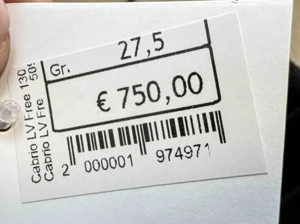 Gr. 27,5
€ 750,00
2 000001 974971
Cabrio LV Free 130,
Cabrio LV Fre